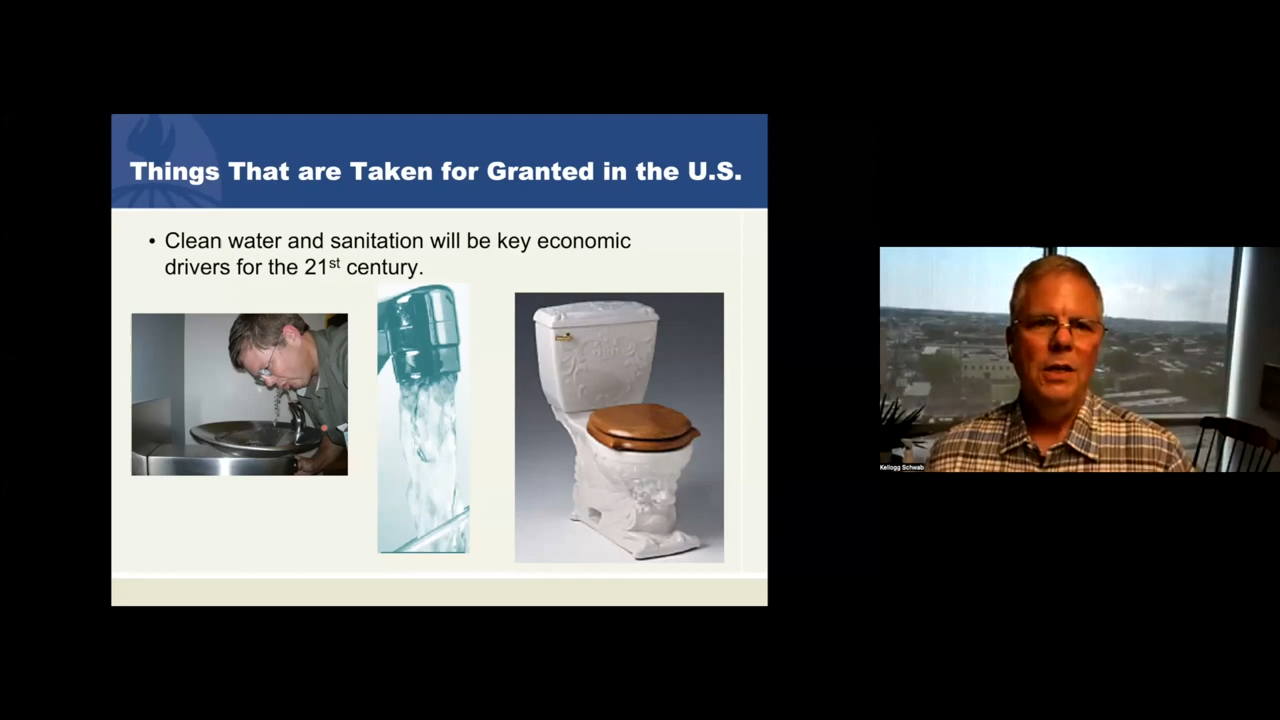 Things That are Taken for Granted in the U.S.
• Clean water and sanitation will be key economic
drivers for the 21st century.
Kellogg Schwab